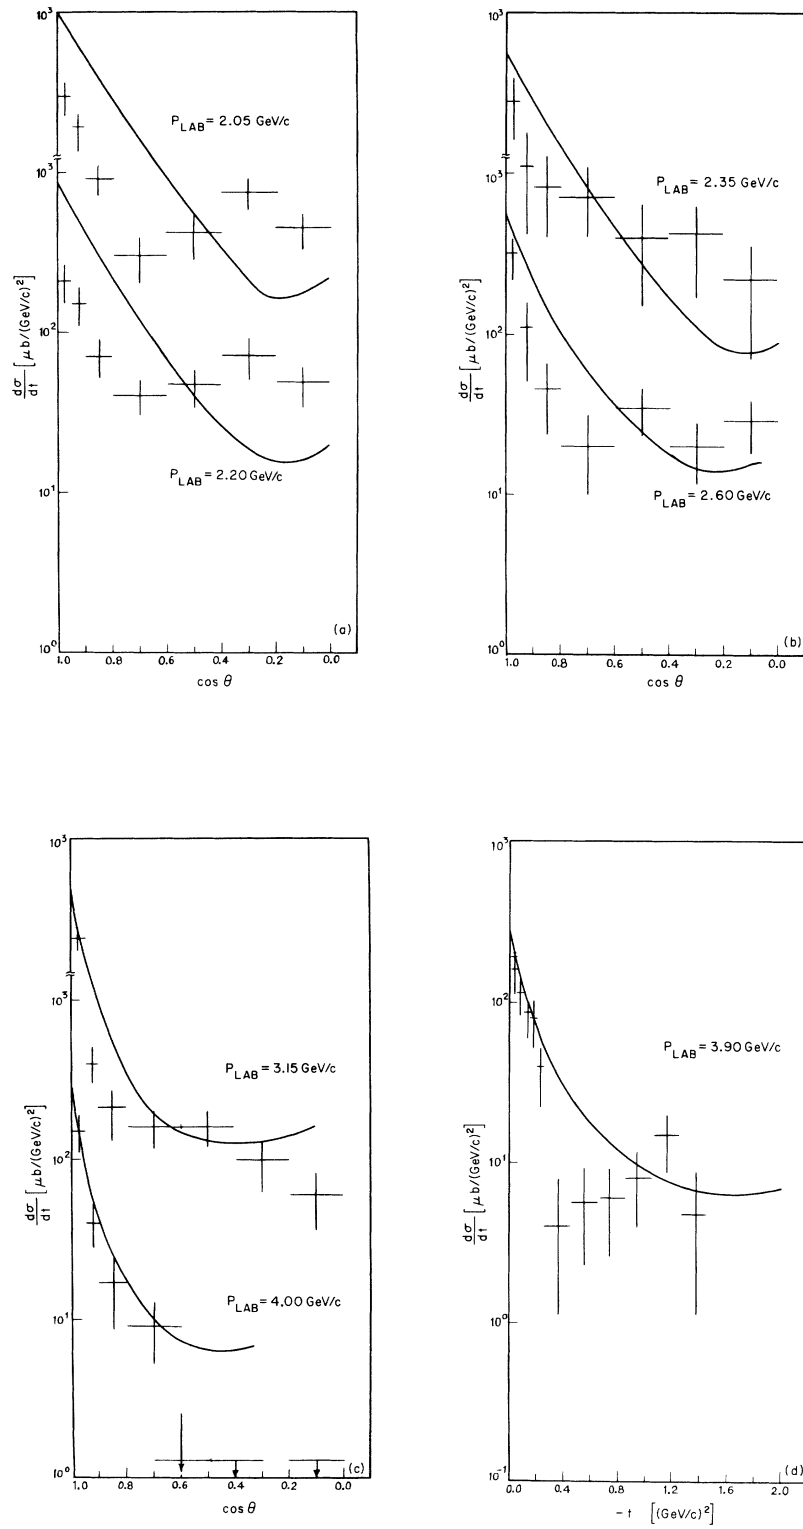 10³
P_LAB = 2.05 GeV/c
10³
10²
dσ/dt [μb/(GeV/c)²]
P_LAB = 2.20 GeV/c
10¹
10⁰
(a)
1.0 0.8 0.6 0.4 0.2 0.0
cos θ
10³
10³
P_LAB = 2.35 GeV/c
10²
dσ/dt [μb/(GeV/c)²]
P_LAB = 2.60 GeV/c
10¹
10⁰
(b)
1.0 0.8 0.6 0.4 0.2 0.0
cos θ
10³
10³
P_LAB = 3.15 GeV/c
10²
dσ/dt [μb/(GeV/c)²]
P_LAB = 4.00 GeV/c
10¹
10⁰
(c)
1.0 0.8 0.6 0.4 0.2 0.0
cos θ
10³
10²
P_LAB = 3.90 GeV/c
10¹
dσ/dt [μb/(GeV/c)²]
10⁰
10⁻¹
(d)
0.0 0.4 0.8 1.2 1.6 2.0
-t [(GeV/c)²]